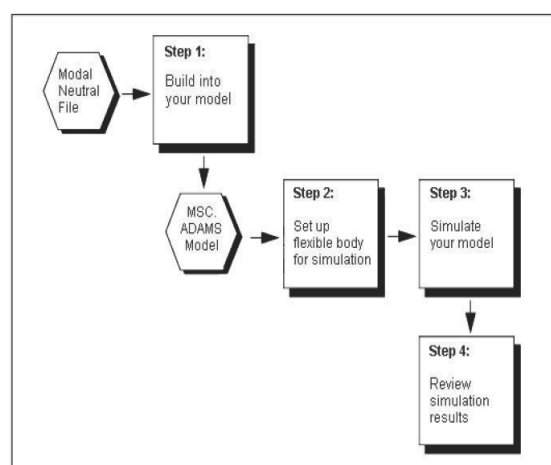 Modal
Neutral
File
Step 1:
Build into
your model
MSC.
ADAMS
Model
Step 2:
Set up
flexible body
for simulation
Step 3:
Simulate
your model
Step 4:
Review
simulation
results